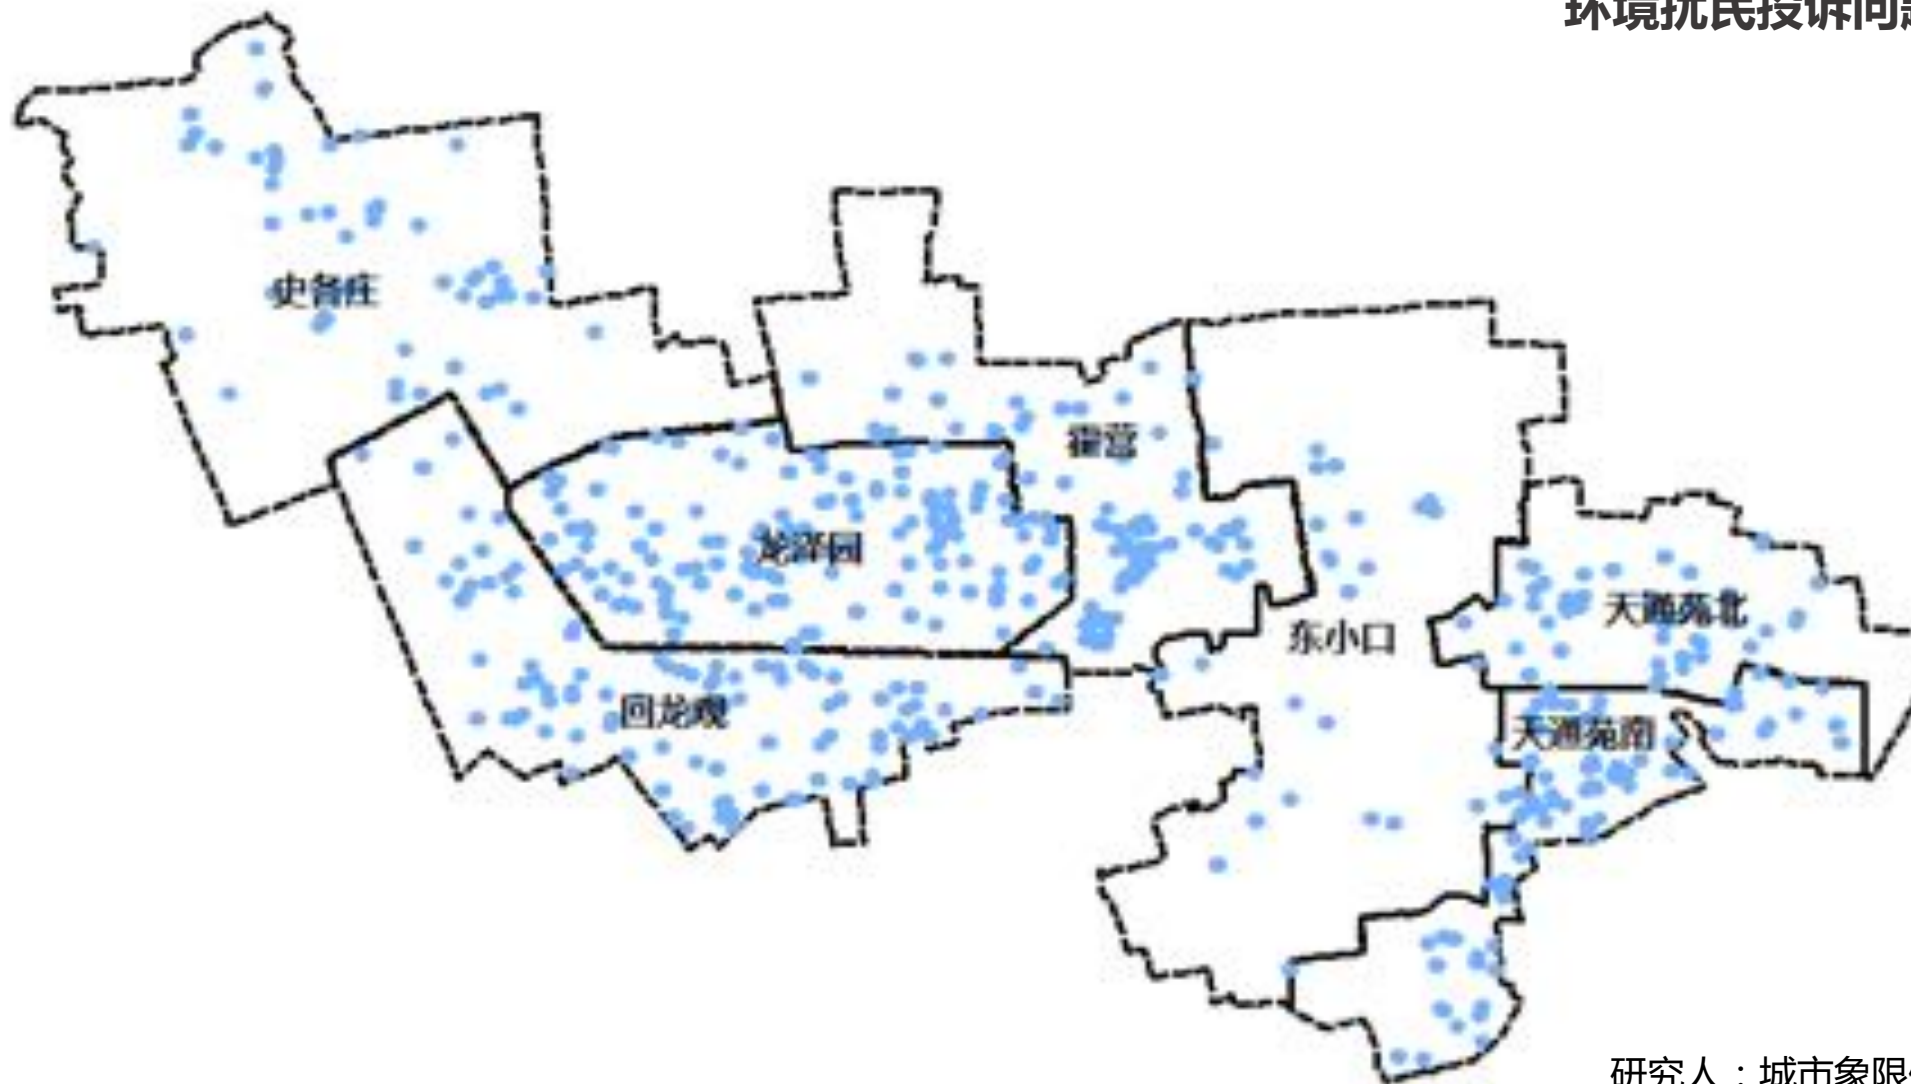 环境扰民投诉问题
史各庄
霍营
龙泽园
天通苑北
东小口
回龙观
天通苑南
研究人：城市象限